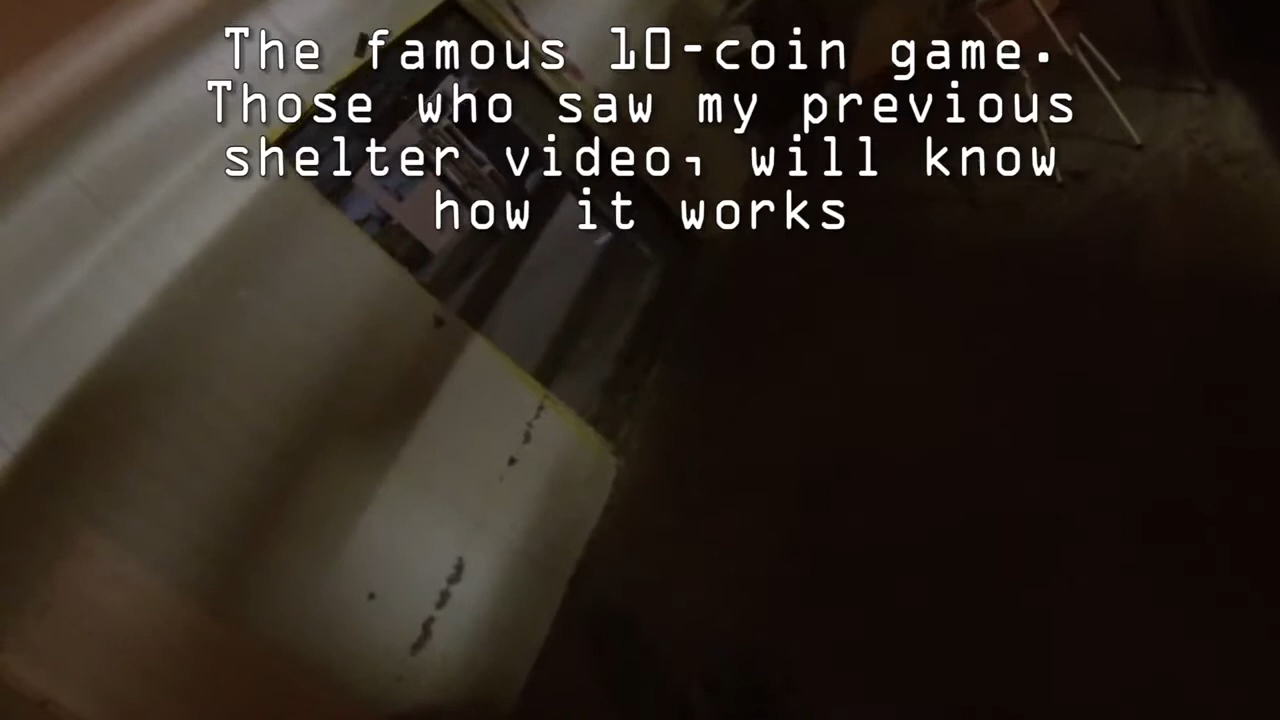 The famous 10-coin game.
Those who saw my previous
shelter video, will know
how it works